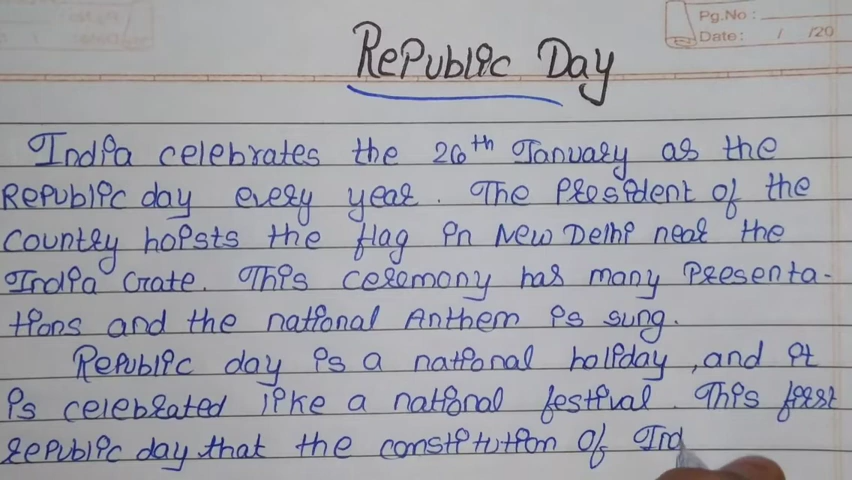 Pg.No :
Date: / /20
Republic Day
India celebrates the 26th January as the
Republic day every year. The President of the
country hoists the flag in New Delhi near the
India Gate. This ceremony has many Presenta-
tions and the national Anthem is sung.
Republic day is a national holiday, and it
is celebrated like a national festival. This first
republic day that the constitution of Ind